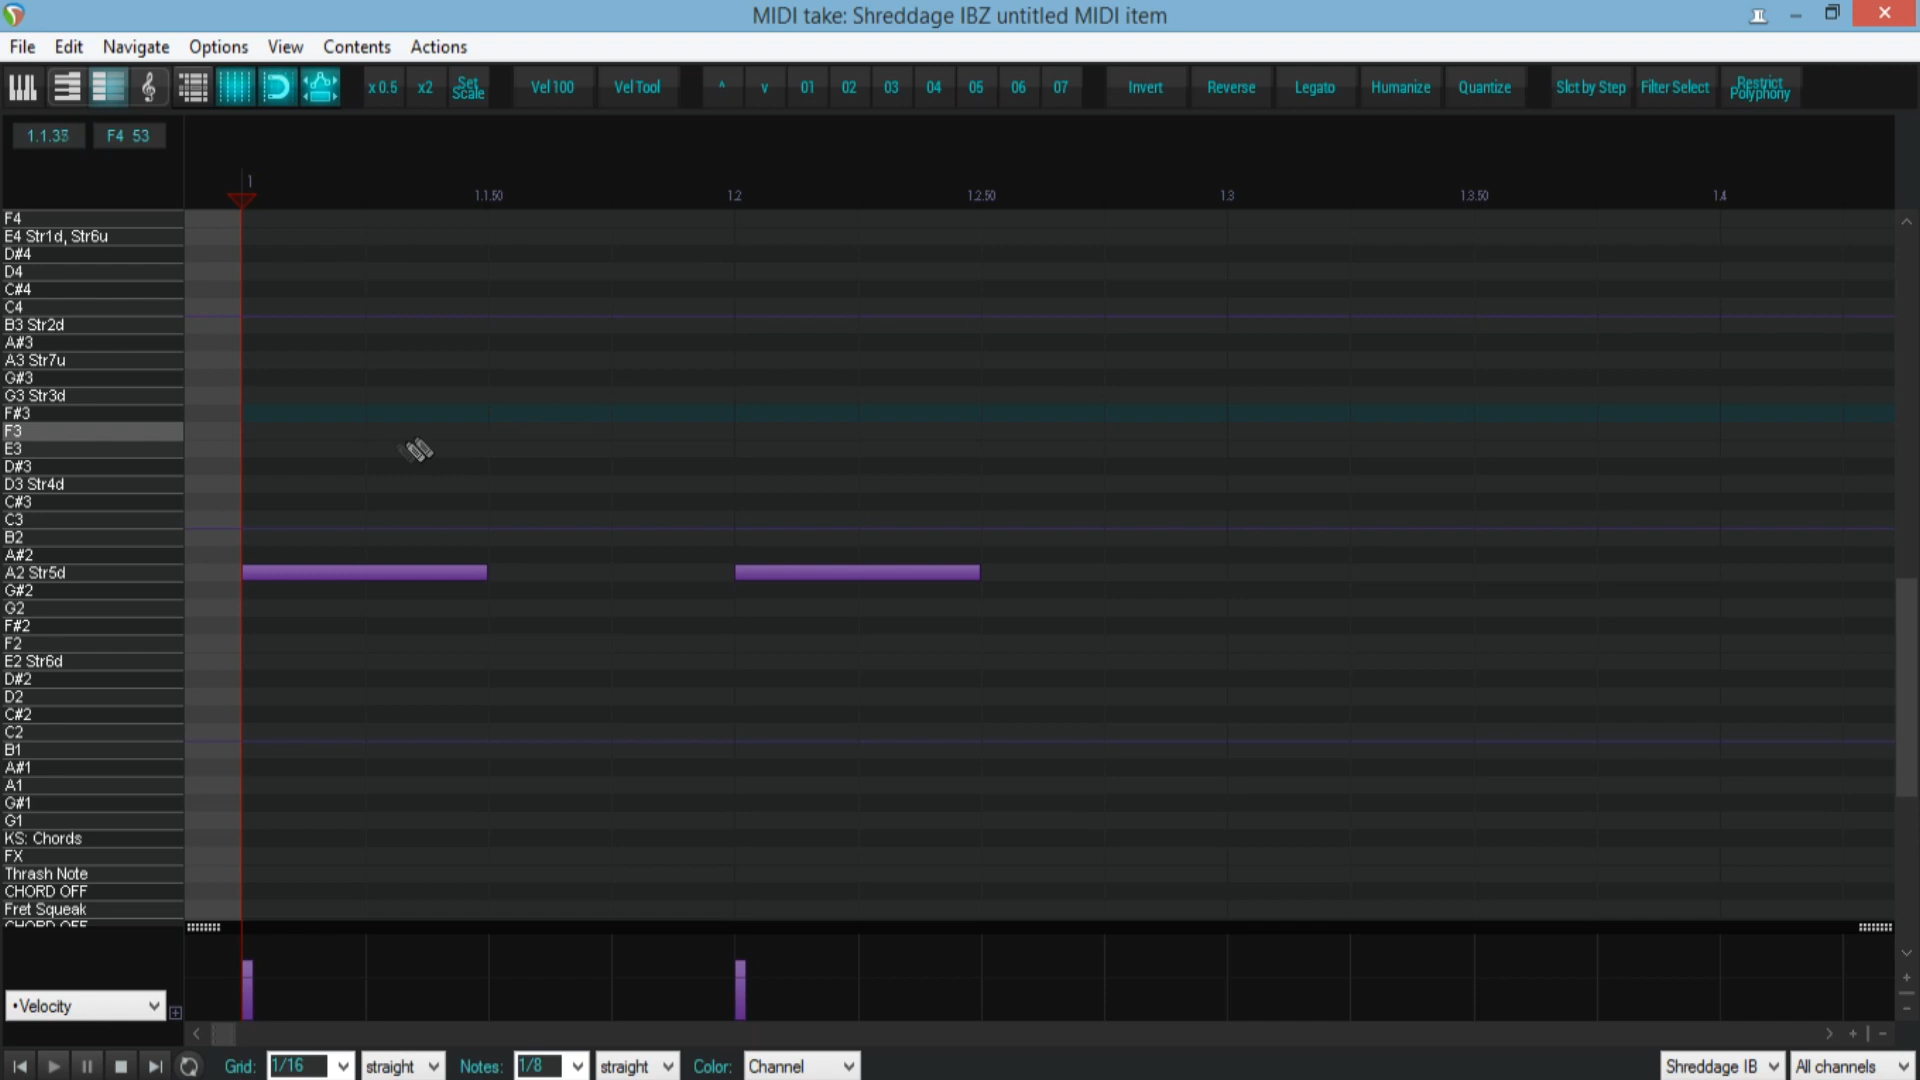 MIDI take: Shreddage IBZ untitled MIDI item
File Edit Navigate Options View Contents Actions
x 0.5 x2 Set Scale Vel 100 Vel Tool ^ v 01 02 03 04 05 06 07 Invert Reverse Legato Humanize Quantize Slct by Step Filter Select Restrict Polyphony
1.1.35 F4 53
1
1.1.50 1.2 1.2.50 1.3 1.3.50 1.4
F4
E4 Str1d, Str6u
D#4
D4
C#4
C4
B3 Str2d
A#3
A3 Str7u
G#3
G3 Str3d
F#3
F3
E3
D#3
D3 Str4d
C#3
C3
B2
A#2
A2 Str5d
G#2
G2
F#2
F2
E2 Str6d
D#2
D2
C#2
C2
B1
A#1
A1
G#1
G1
KS: Chords
FX
Thrash Note
CHORD OFF
Fret Squeak
CHORD OFF
•Velocity
Grid: 1/16 straight Notes: 1/8 straight Color: Channel Shreddage IB All channels